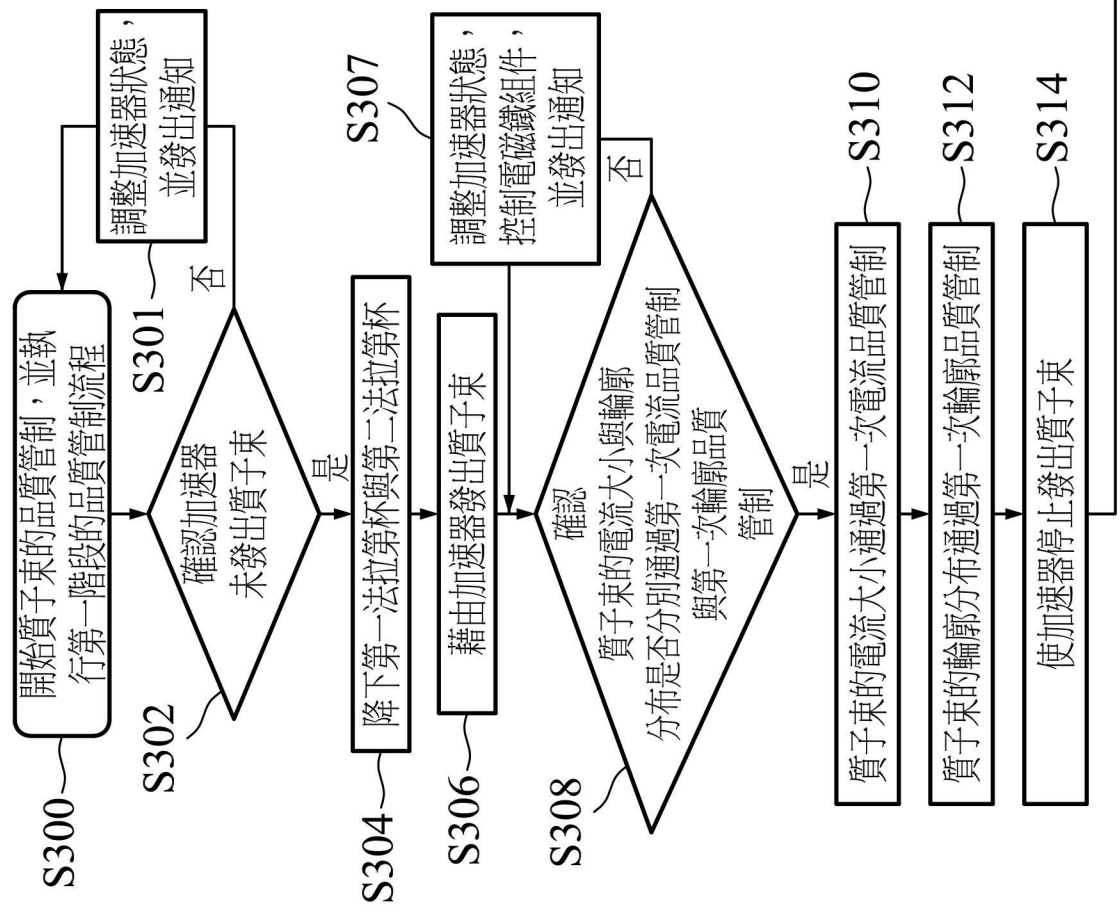 S300
開始質子束的品質管制，並執
行第一階段的品質管制流程
S301
調整加速器狀態，
並發出通知
S302
確認加速器
未發出質子束
否
是
S304
降下第一法拉第杯與第二法拉第杯
S306
藉由加速器發出質子束
S307
調整加速器狀態，
控制電磁鐵組件，
並發出通知
S308
確認
質子束的電流大小與輪廓
分布是否分別通過第一次電流品質管制
與第一次輪廓品質
管制
否
是
S310
質子束的電流大小通過第一次電流品質管制
S312
質子束的輪廓分布通過第一次輪廓品質管制
S314
使加速器停止發出質子束